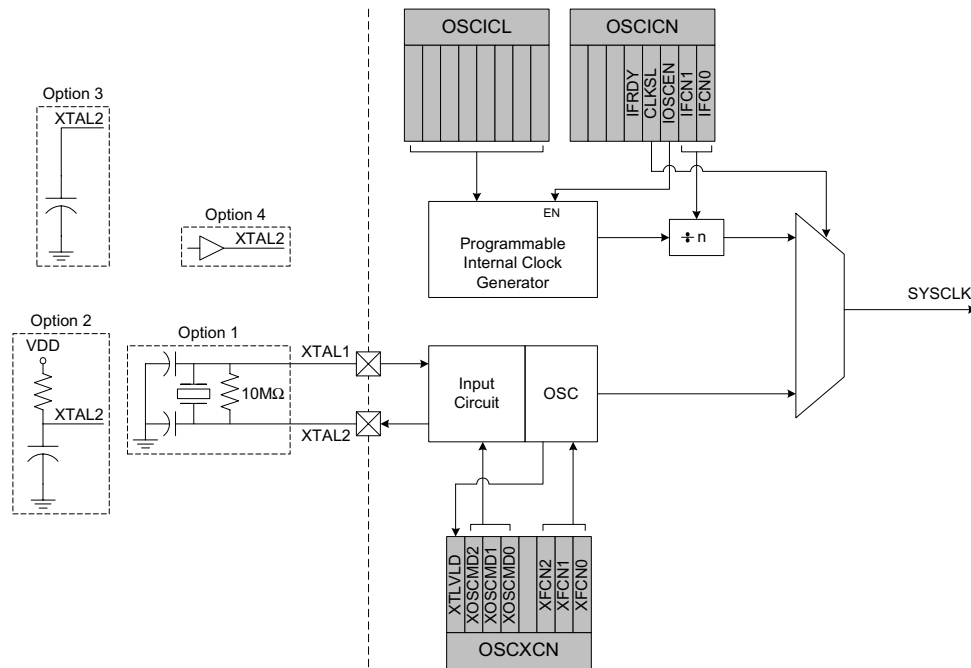 OSCICL
OSCICN
IFRDY
CLKSL
IOSCEN
IFCN1
IFCN0
Option 3
XTAL2
Option 4
XTAL2
EN
Programmable
Internal Clock
Generator
÷ n
SYSCLK
Option 2
VDD
XTAL2
Option 1
10MΩ
XTAL1
XTAL2
Input
Circuit
OSC
XTLVLD
XOSCMD2
XOSCMD1
XOSCMD0
XFCN2
XFCN1
XFCN0
OSCXCN